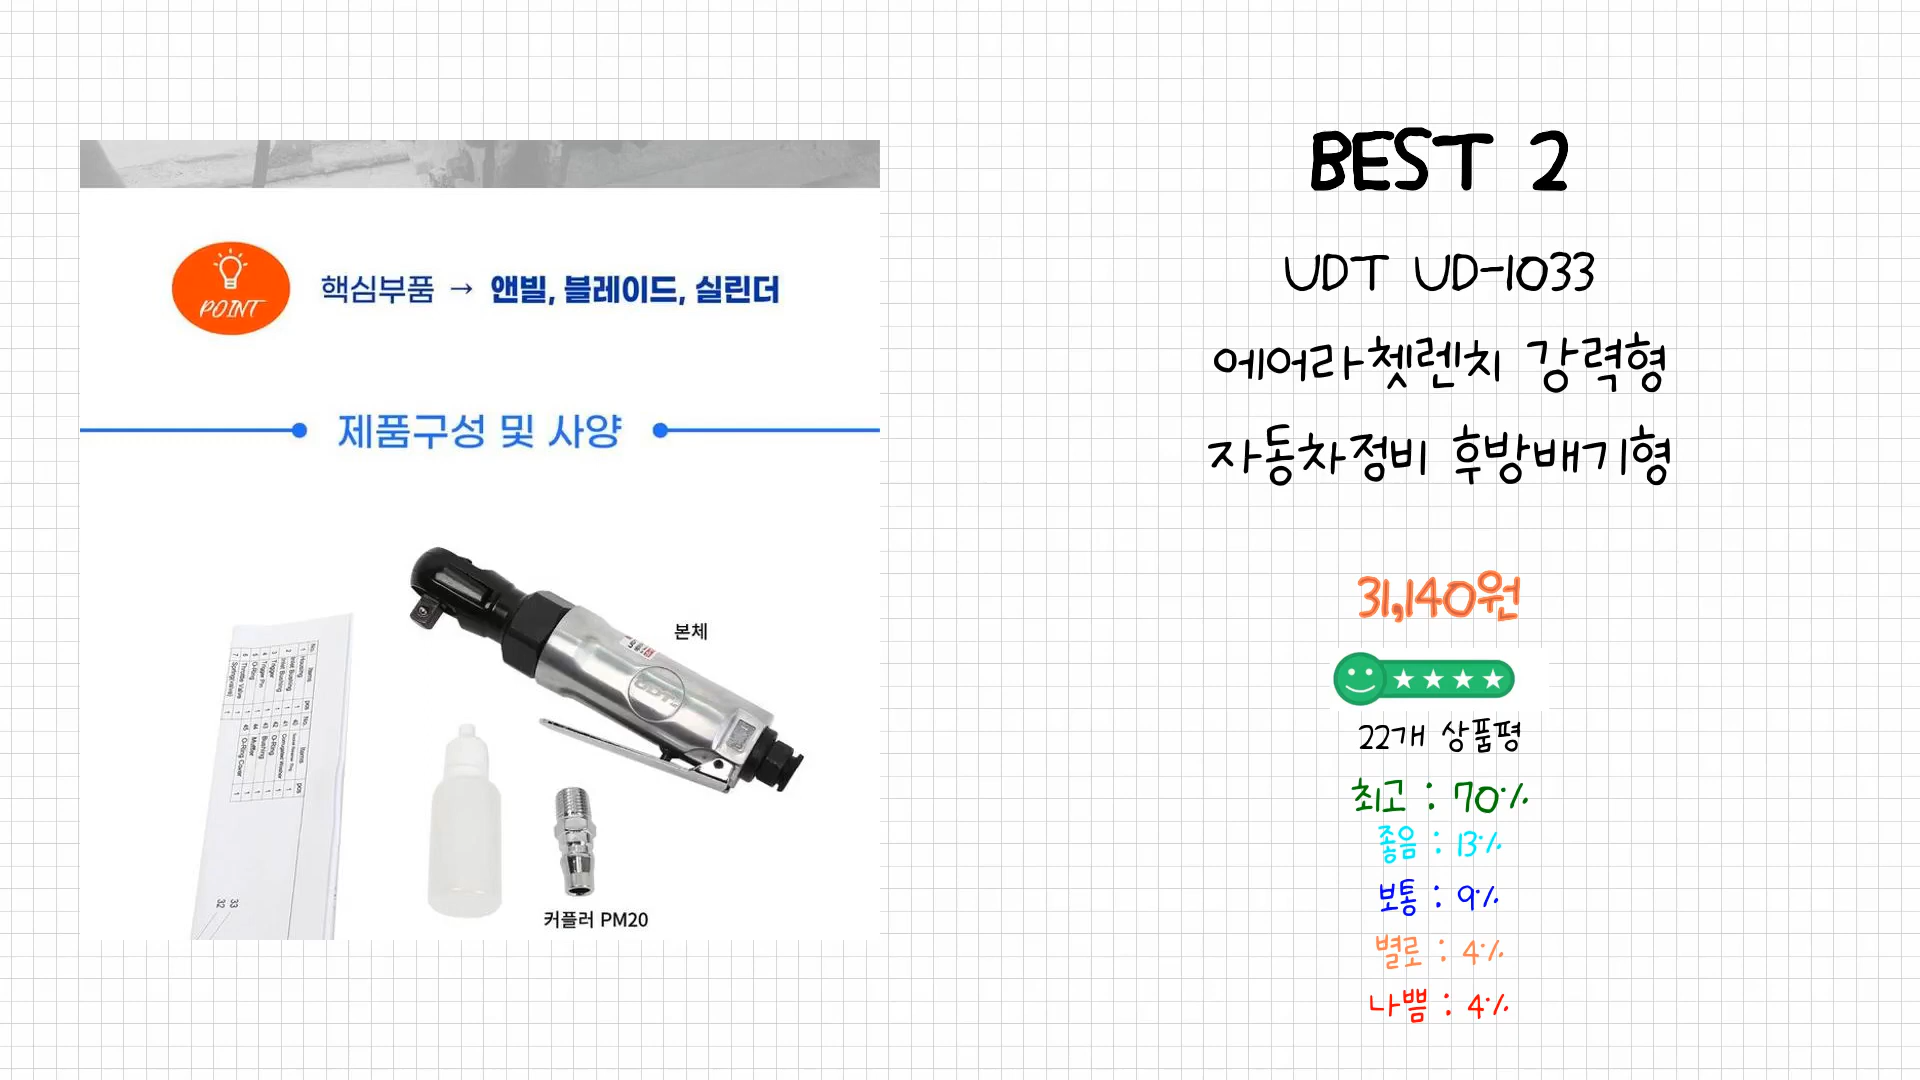 POINT
핵심부품 → 앤빌, 블레이드, 실린더
제품구성 및 사양
본체
UDT
커플러 PM20
33
32
BEST 2
UDT UD-1033
에어라쳇렌치 강력형
자동차정비 후방배기형
31,140원
22개 상품평
최고 : 70%
좋음 : 13%
보통 : 9%
별로 : 4%
나쁨 : 4%